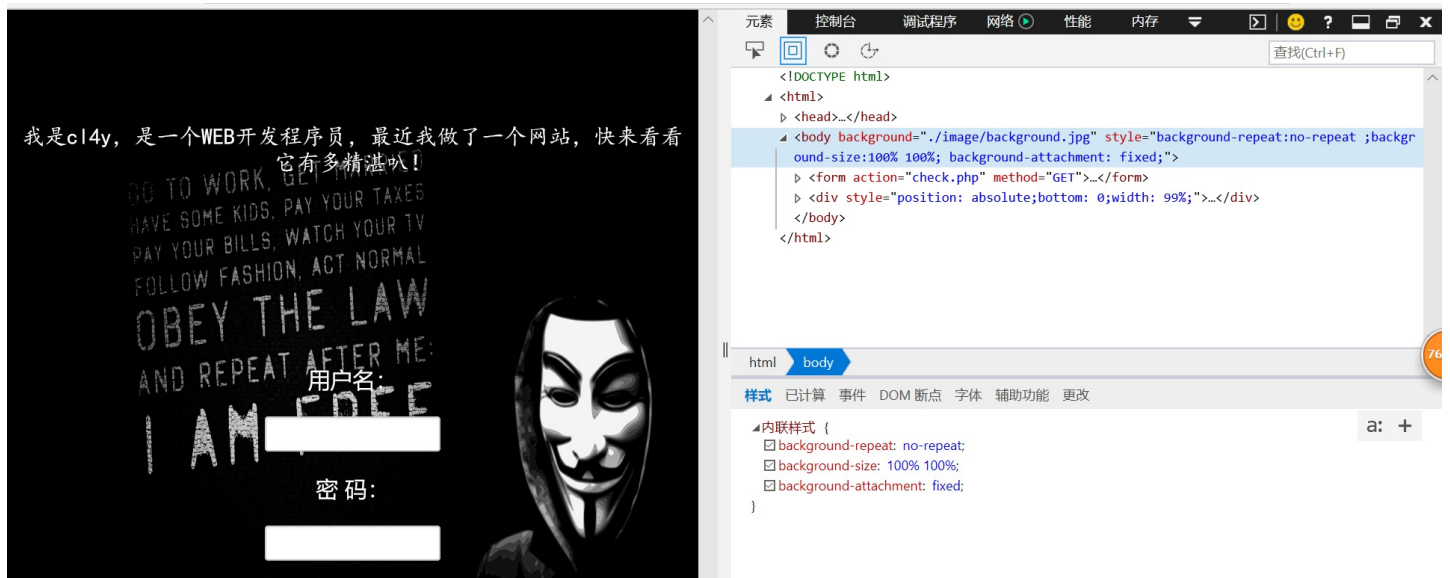 我是cl4y，是一个WEB开发程序员，最近我做了一个网站，快来看看
它有多精湛叭！
GO TO WORK, GET MARRIED
HAVE SOME KIDS, PAY YOUR TAXES
PAY YOUR BILLS, WATCH YOUR TV
FOLLOW FASHION, ACT NORMAL
OBEY THE LAW
AND REPEAT AFTER ME:
I AM FREE
用户名：
密 码：
元素 控制台 调试程序 网络 性能 内存 ?
查找(Ctrl+F)
<!DOCTYPE html>
<html>
<head>…</head>
<body background="./image/background.jpg" style="background-repeat:no-repeat ;backgr
ound-size:100% 100%; background-attachment: fixed;">
<form action="check.php" method="GET">…</form>
<div style="position: absolute;bottom: 0;width: 99%;">…</div>
</body>
</html>
76
html body
样式 已计算 事件 DOM 断点 字体 辅助功能 更改
内联样式 {
a: +
background-repeat: no-repeat;
background-size: 100% 100%;
background-attachment: fixed;
}